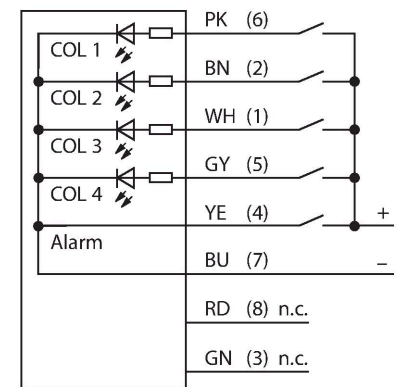 PK (6)
COL 1
BN (2)
COL 2
WH (1)
COL 3
GY (5)
COL 4
YE (4)
+
Alarm
BU (7)
–
RD (8) n.c.
GN (3) n.c.